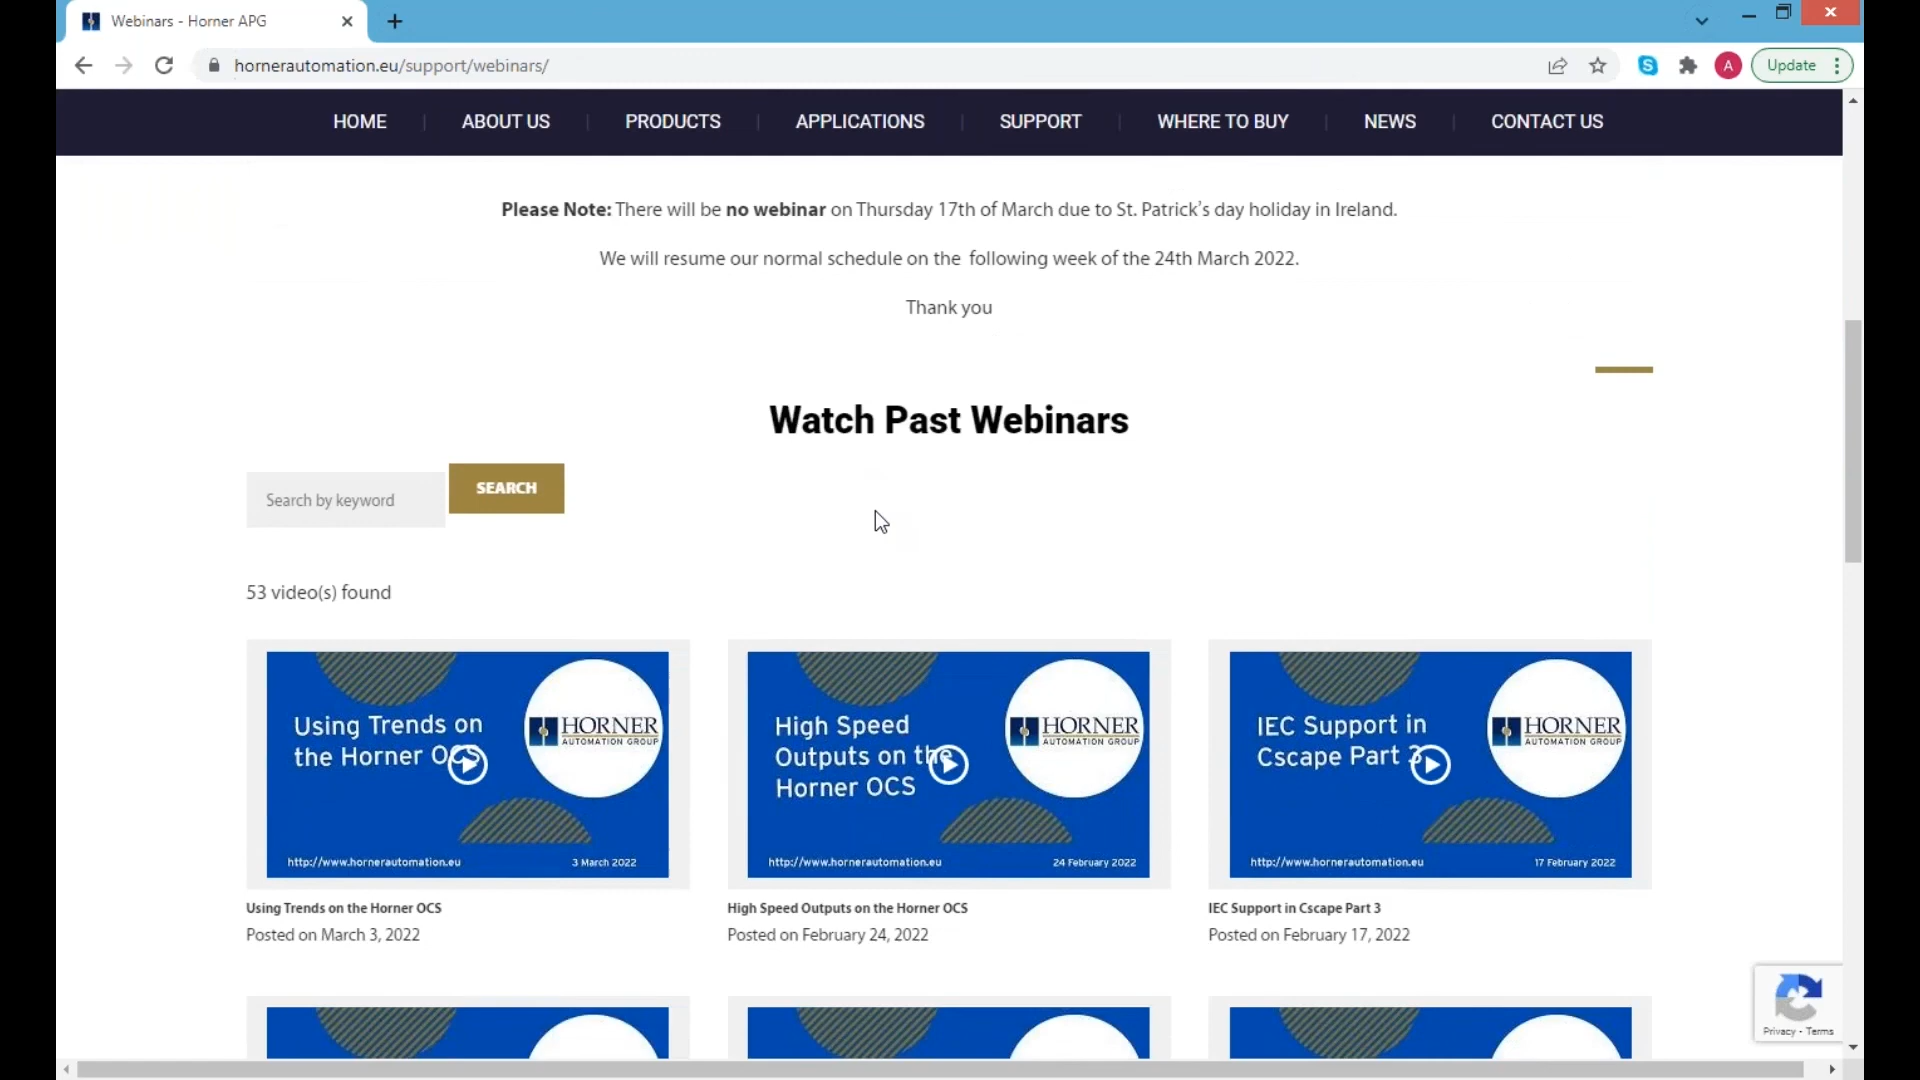 Webinars - Horner APG
hornerautomation.eu/support/webinars/
A
Update
HOME
ABOUT US
PRODUCTS
APPLICATIONS
SUPPORT
WHERE TO BUY
NEWS
CONTACT US
Please Note: There will be no webinar on Thursday 17th of March due to St. Patrick's day holiday in Ireland.
We will resume our normal schedule on the following week of the 24th March 2022.
Thank you
Watch Past Webinars
Search by keyword
SEARCH
53 video(s) found
Using Trends on
the Horner OCS
HORNER
AUTOMATION GROUP
http://www.hornerautomation.eu
3 March 2022
High Speed
Outputs on the
Horner OCS
HORNER
AUTOMATION GROUP
http://www.hornerautomation.eu
24 February 2022
IEC Support in
Cscape Part 3
HORNER
AUTOMATION GROUP
http://www.hornerautomation.eu
17 February 2022
Using Trends on the Horner OCS
Posted on March 3, 2022
High Speed Outputs on the Horner OCS
Posted on February 24, 2022
IEC Support in Cscape Part 3
Posted on February 17, 2022
Privacy - Terms